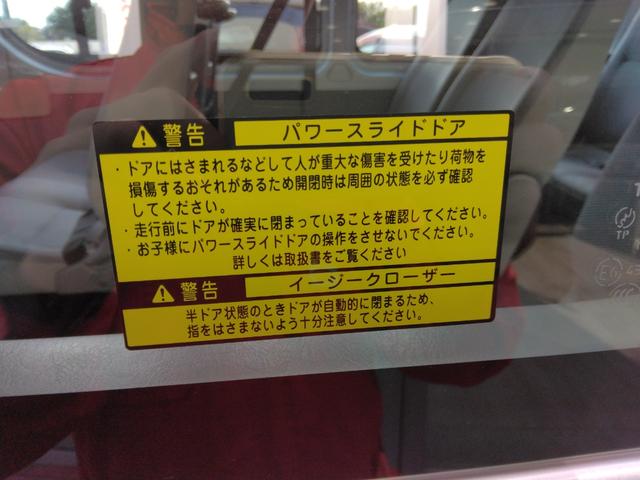 警告 パワースライドドア
・ドアにはさまれるなどして人が重大な傷害を受けたり荷物を
損傷するおそれがあるため開閉時は周囲の状態を必ず確認
してください。
・走行前にドアが確実に閉まっていることを確認してください。
・お子様にパワースライドドアの操作をさせないでください。
詳しくは取扱書をご覧ください
警告 イージークローザー
半ドア状態のときドアが自動的に閉まるため、
指をはさまないよう十分注意してください。
TP